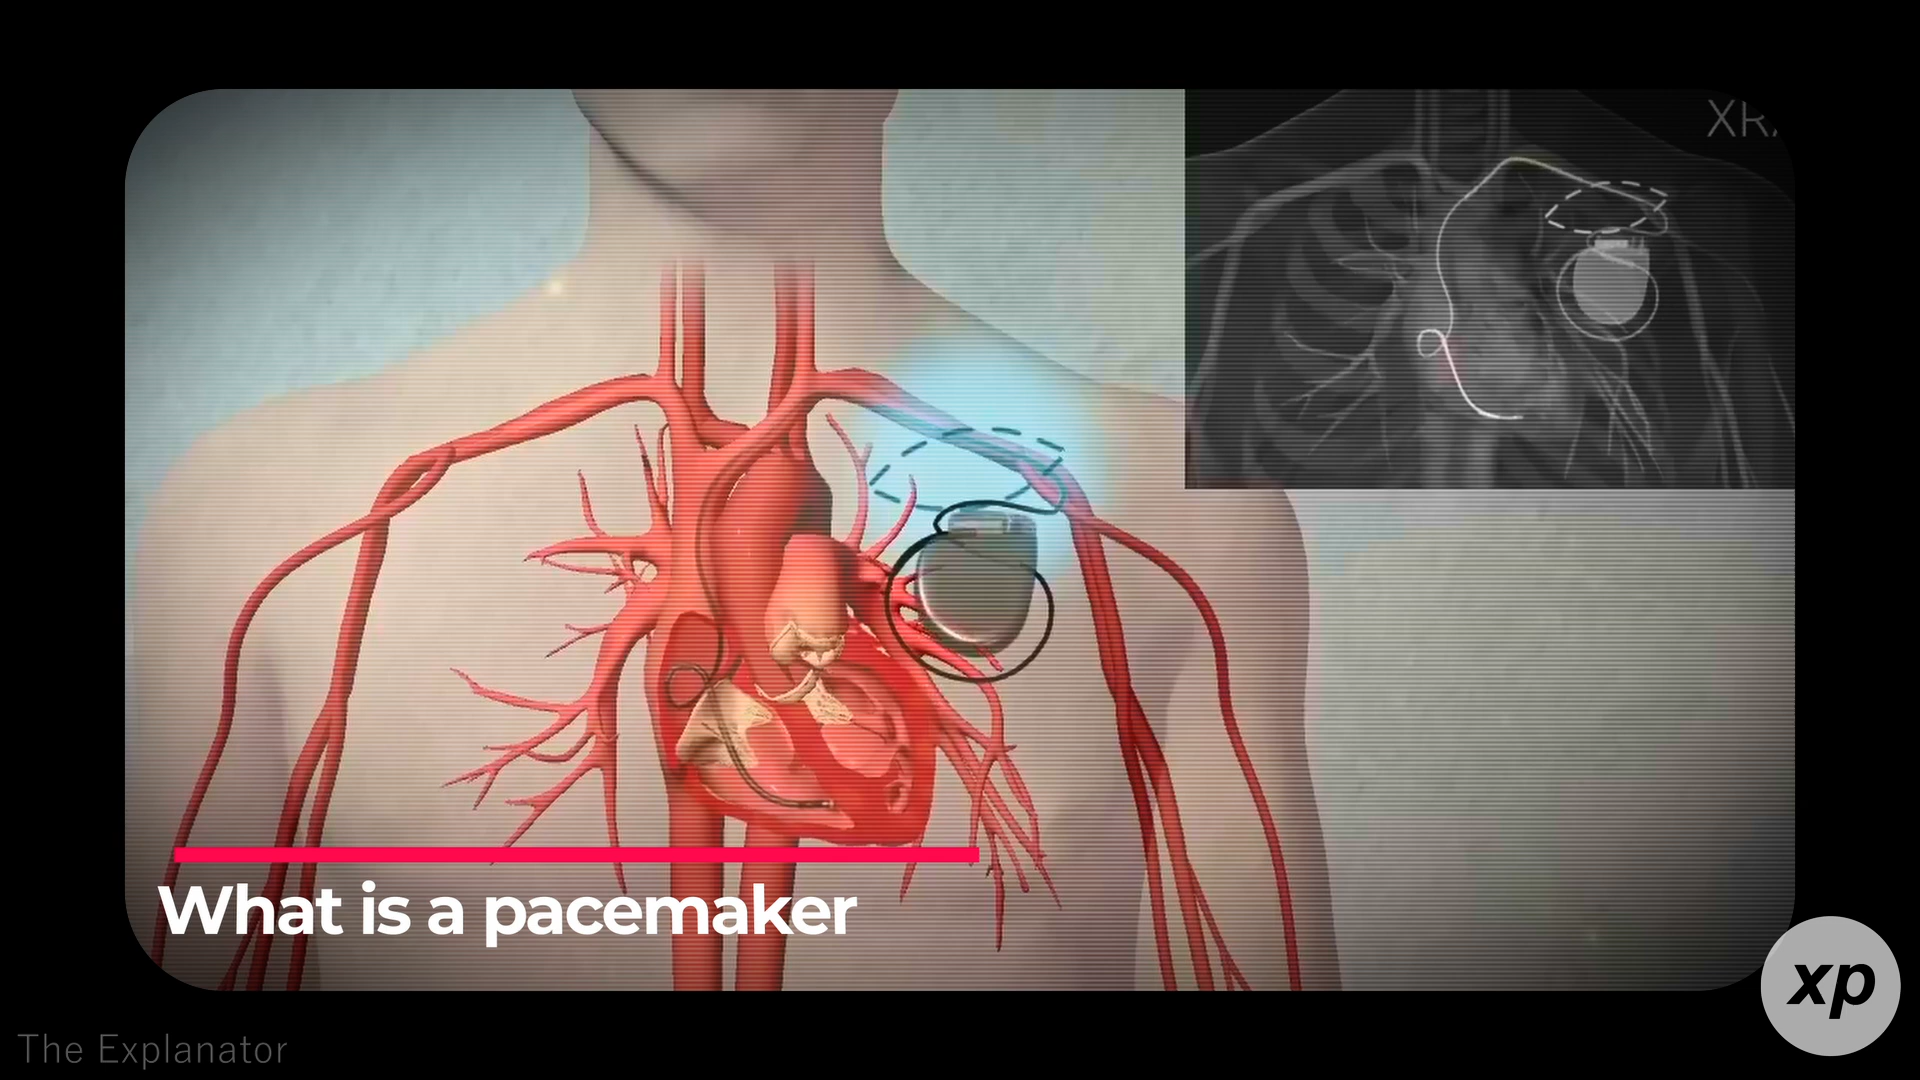 What is a pacemaker
xp
The Explanator